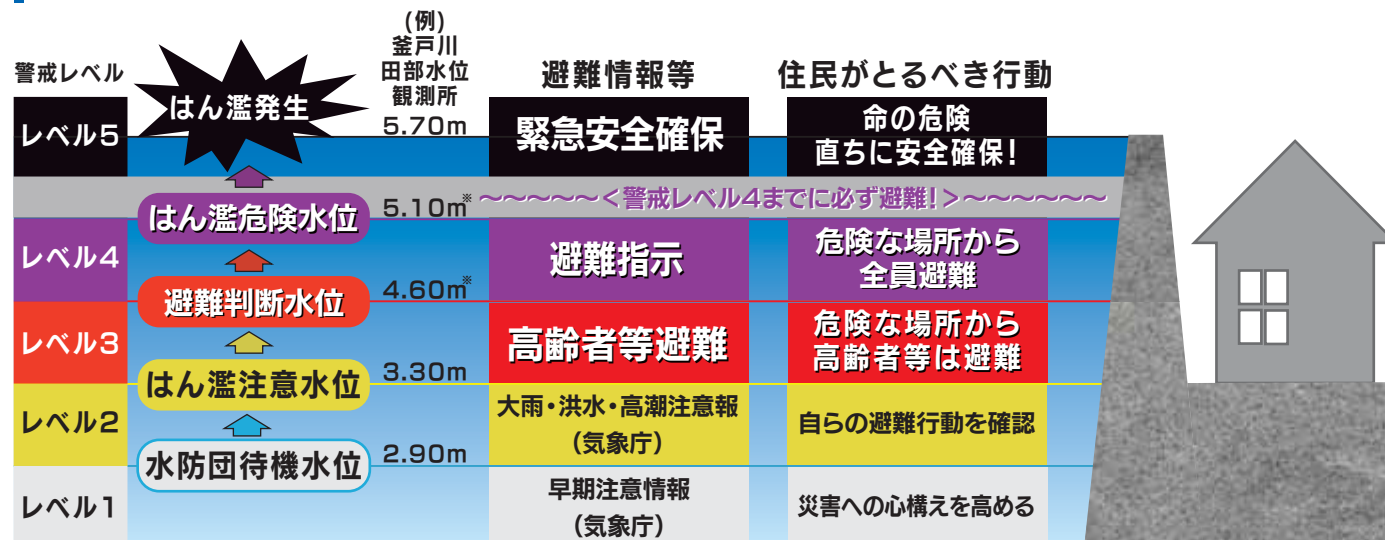 警戒レベル
(例)
釜戸川
田部水位
観測所
避難情報等
住民がとるべき行動
レベル5
はん濫発生
5.70m
緊急安全確保
命の危険
直ちに安全確保!
はん濫危険水位
5.10m※
～～～～～＜警戒レベル4までに必ず避難!＞～～～～～～
レベル4
避難指示
危険な場所から
全員避難
避難判断水位
4.60m※
レベル3
高齢者等避難
危険な場所から
高齢者等は避難
はん濫注意水位
3.30m
レベル2
大雨・洪水・高潮注意報
(気象庁)
自らの避難行動を確認
水防団待機水位
2.90m
レベル1
早期注意情報
(気象庁)
災害への心構えを高める